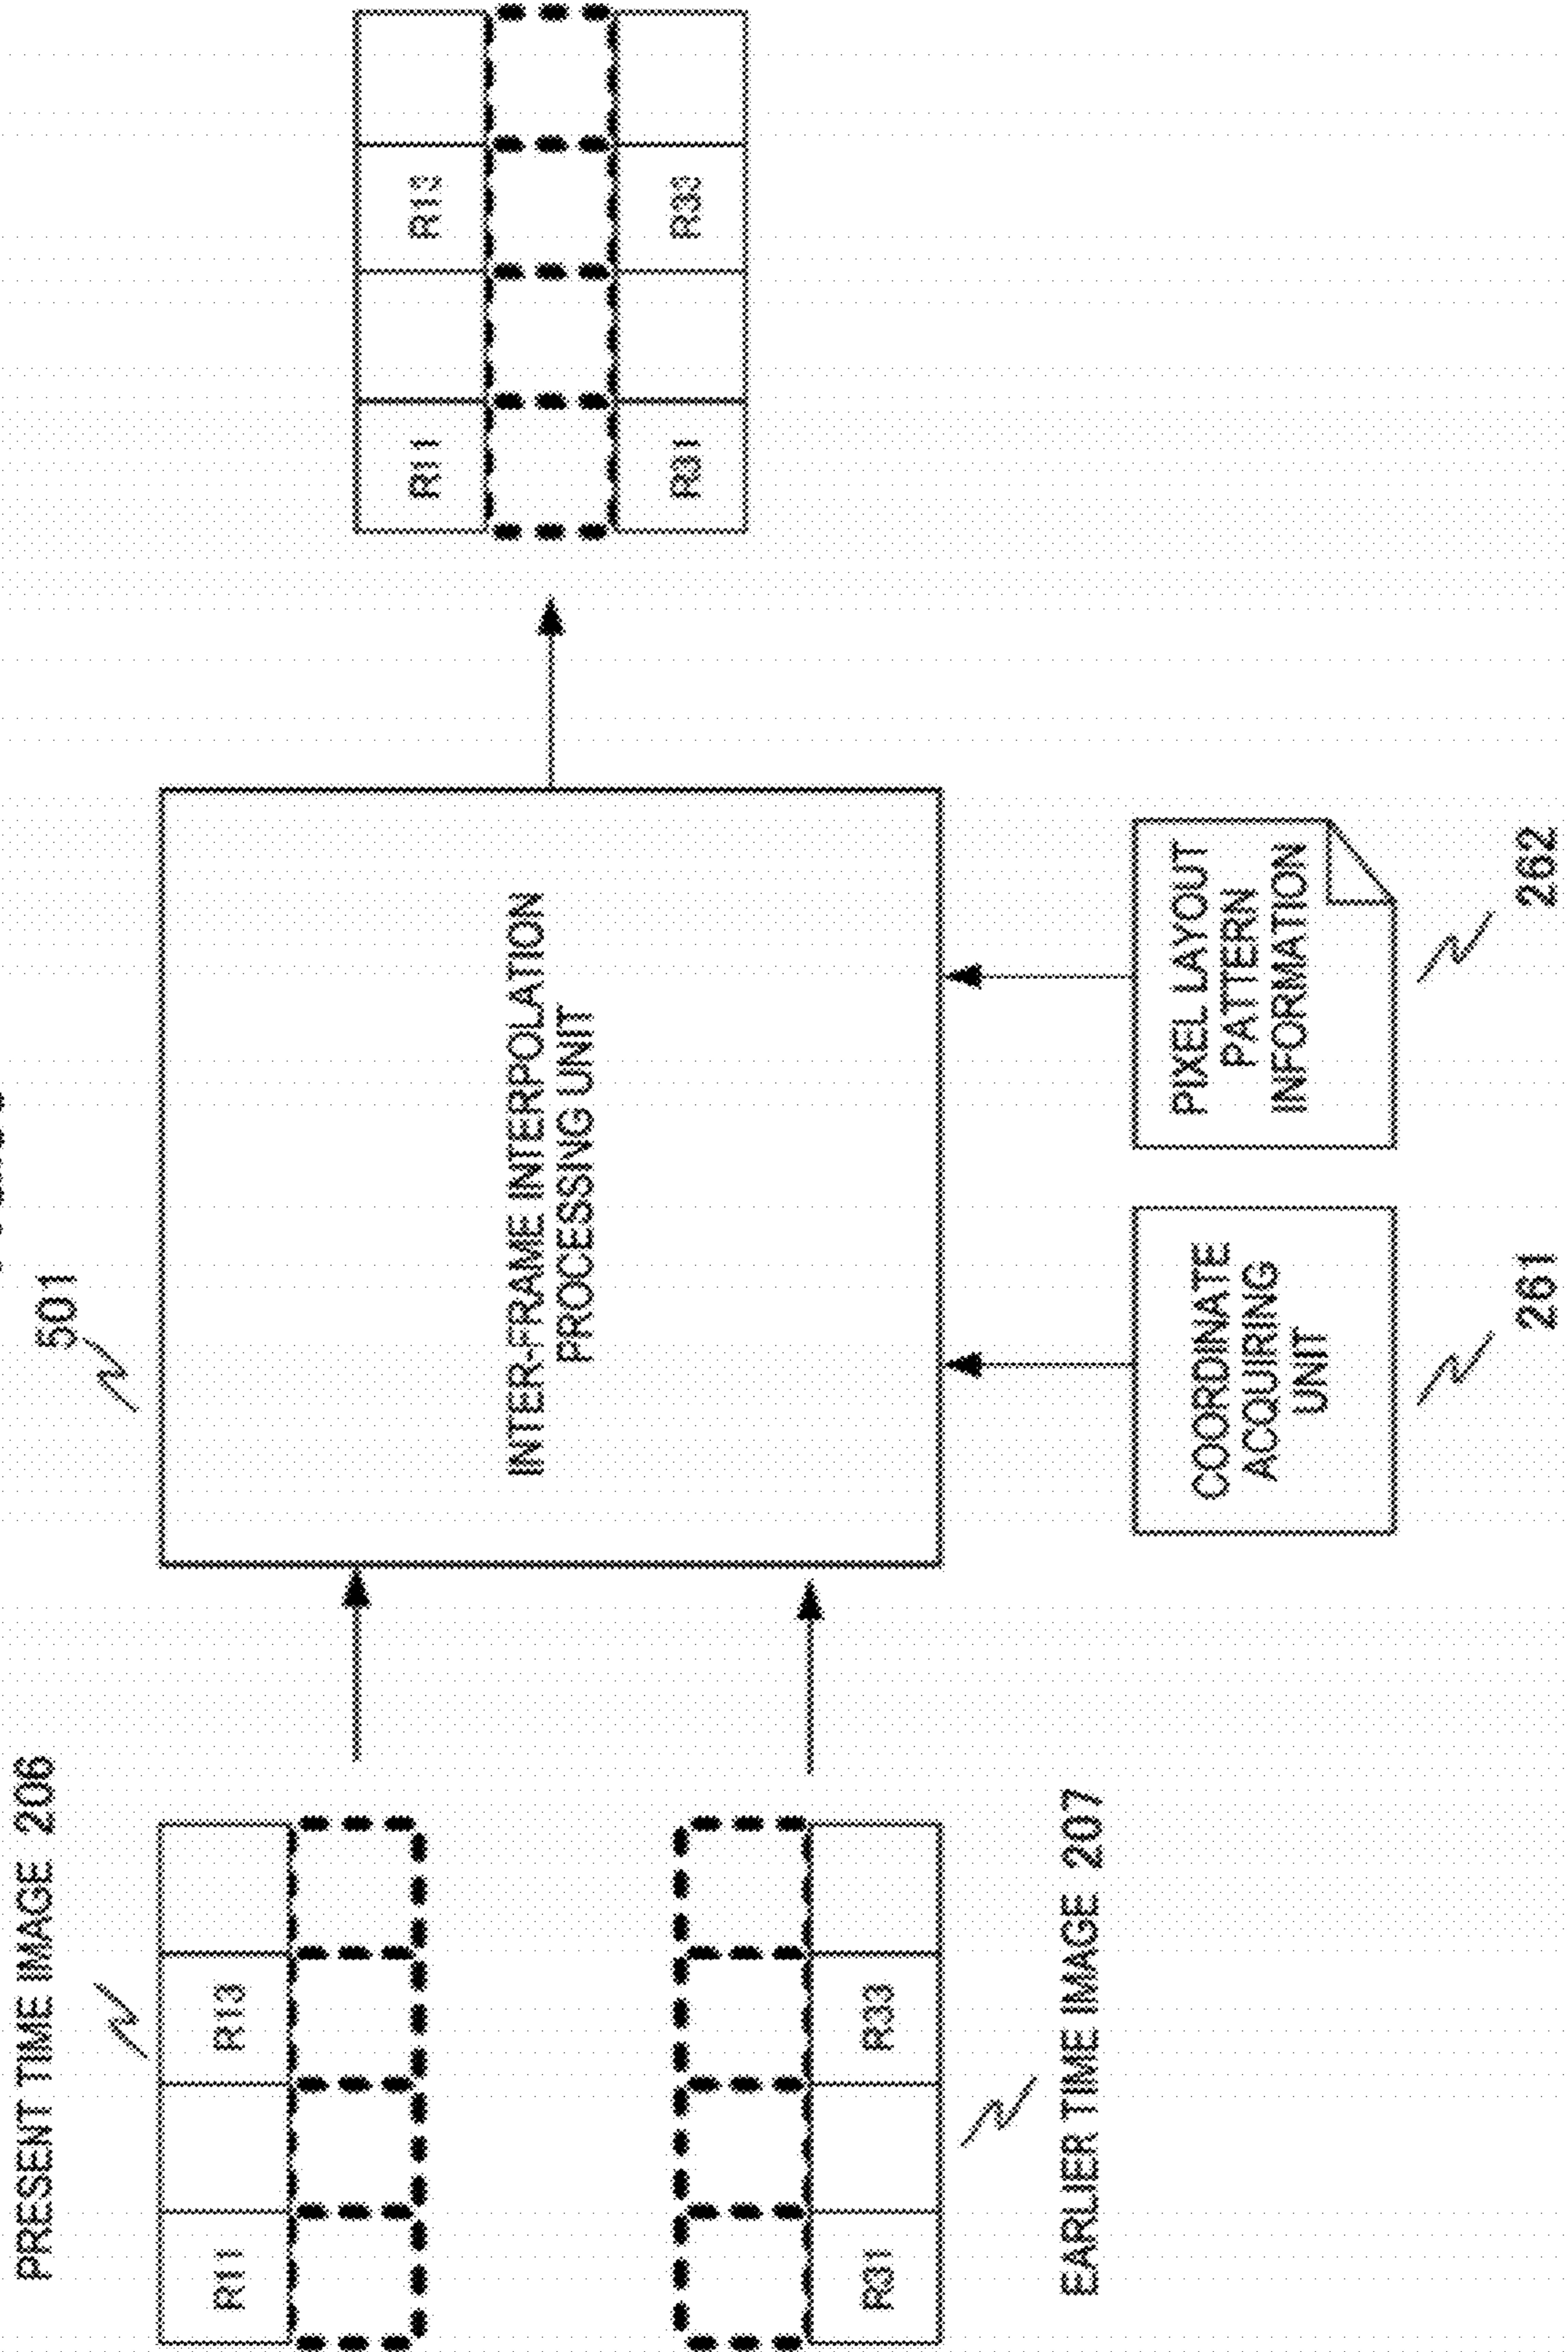 PRESENT TIME IMAGE 206
R11 R13
501
INTER-FRAME INTERPOLATION
PROCESSING UNIT
R11 R13
R31 R33
R31 R33
EARLIER TIME IMAGE 207
COORDINATE
ACQUIRING
UNIT
261
PIXEL LAYOUT
PATTERN
INFORMATION
262